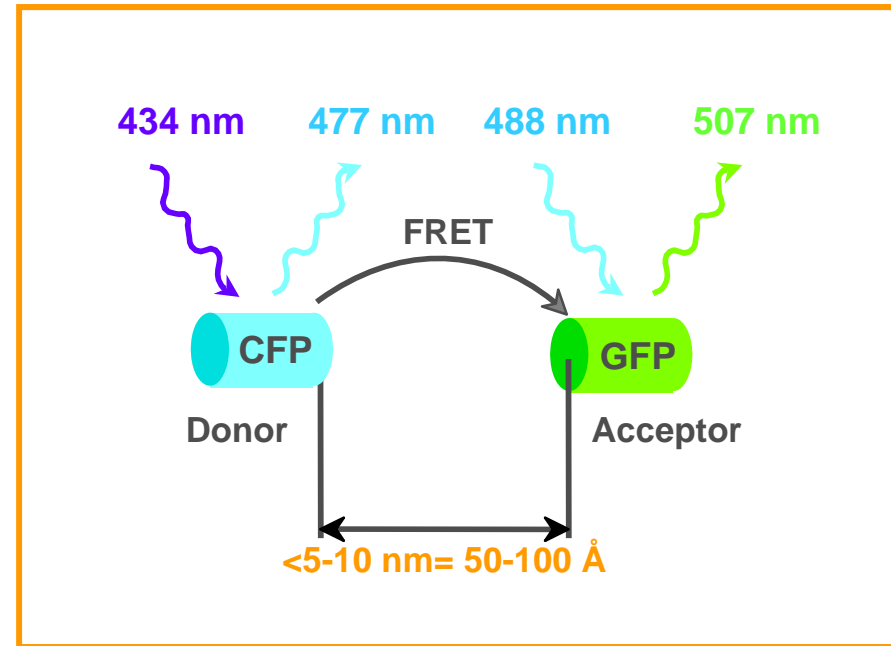 434 nm 477 nm 488 nm 507 nm
FRET
CFP GFP
Donor Acceptor
<5-10 nm= 50-100 Å